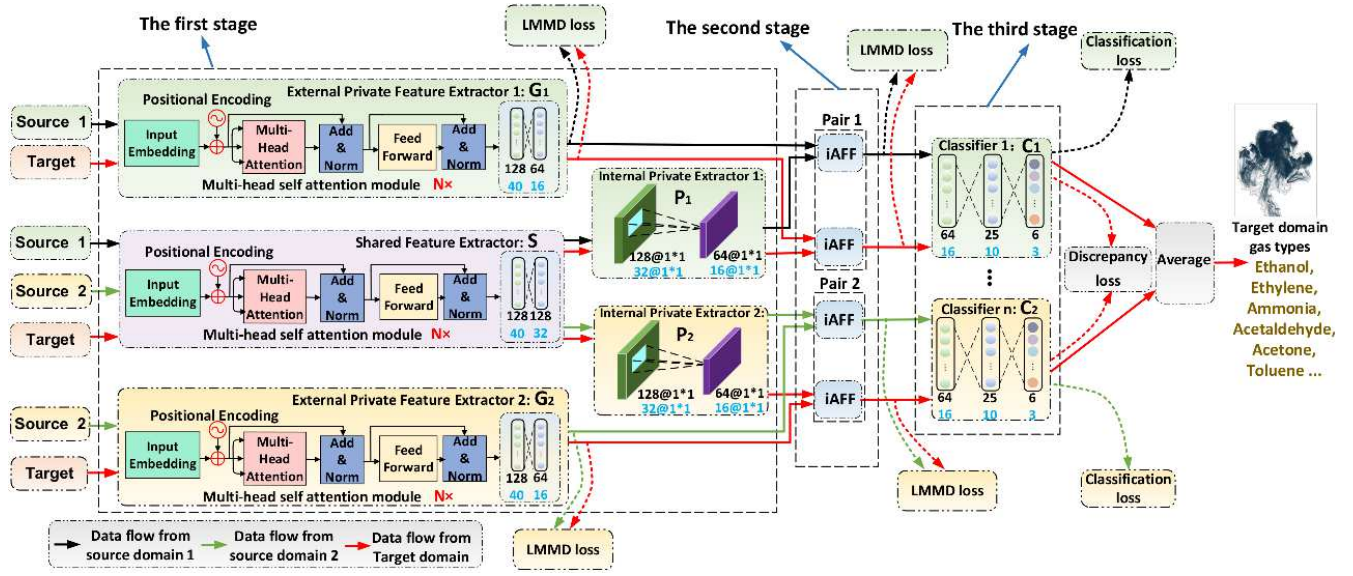 The first stage
LMMD loss
The second stage
LMMD loss
The third stage
Classification
loss
Source 1
Target
External Private Feature Extractor 1: G1
Positional Encoding
Input
Embedding
Multi-
Head
Attention
Add
&
Norm
Feed
Forward
Add
&
Norm
128 64
40 16
Multi-head self attention module N×
Source 1
Source 2
Target
Shared Feature Extractor: S
Positional Encoding
Input
Embedding
Multi-
Head
Attention
Add
&
Norm
Feed
Forward
Add
&
Norm
128 128
40 32
Multi-head self attention module N×
Source 2
Target
External Private Feature Extractor 2: G2
Positional Encoding
Input
Embedding
Multi-
Head
Attention
Add
&
Norm
Feed
Forward
Add
&
Norm
128 64
40 16
Multi-head self attention module N×
Internal Private Extractor 1:
P1
128@1*1 64@1*1
32@1*1 16@1*1
Internal Private Extractor 2:
P2
128@1*1 64@1*1
32@1*1 16@1*1
Pair 1
iAFF
iAFF
Pair 2
iAFF
iAFF
Classifier 1: C1
64 25 6
16 10 3
Classifier n: C2
64 25 6
16 10 3
Discrepancy
loss
Average
Target domain
gas types
Ethanol,
Ethylene,
Ammonia,
Acetaldehyde,
Acetone,
Toluene ...
LMMD loss
LMMD loss
Classification
loss
Data flow from
source domain 1
Data flow from
source domain 2
Data flow from
Target domain